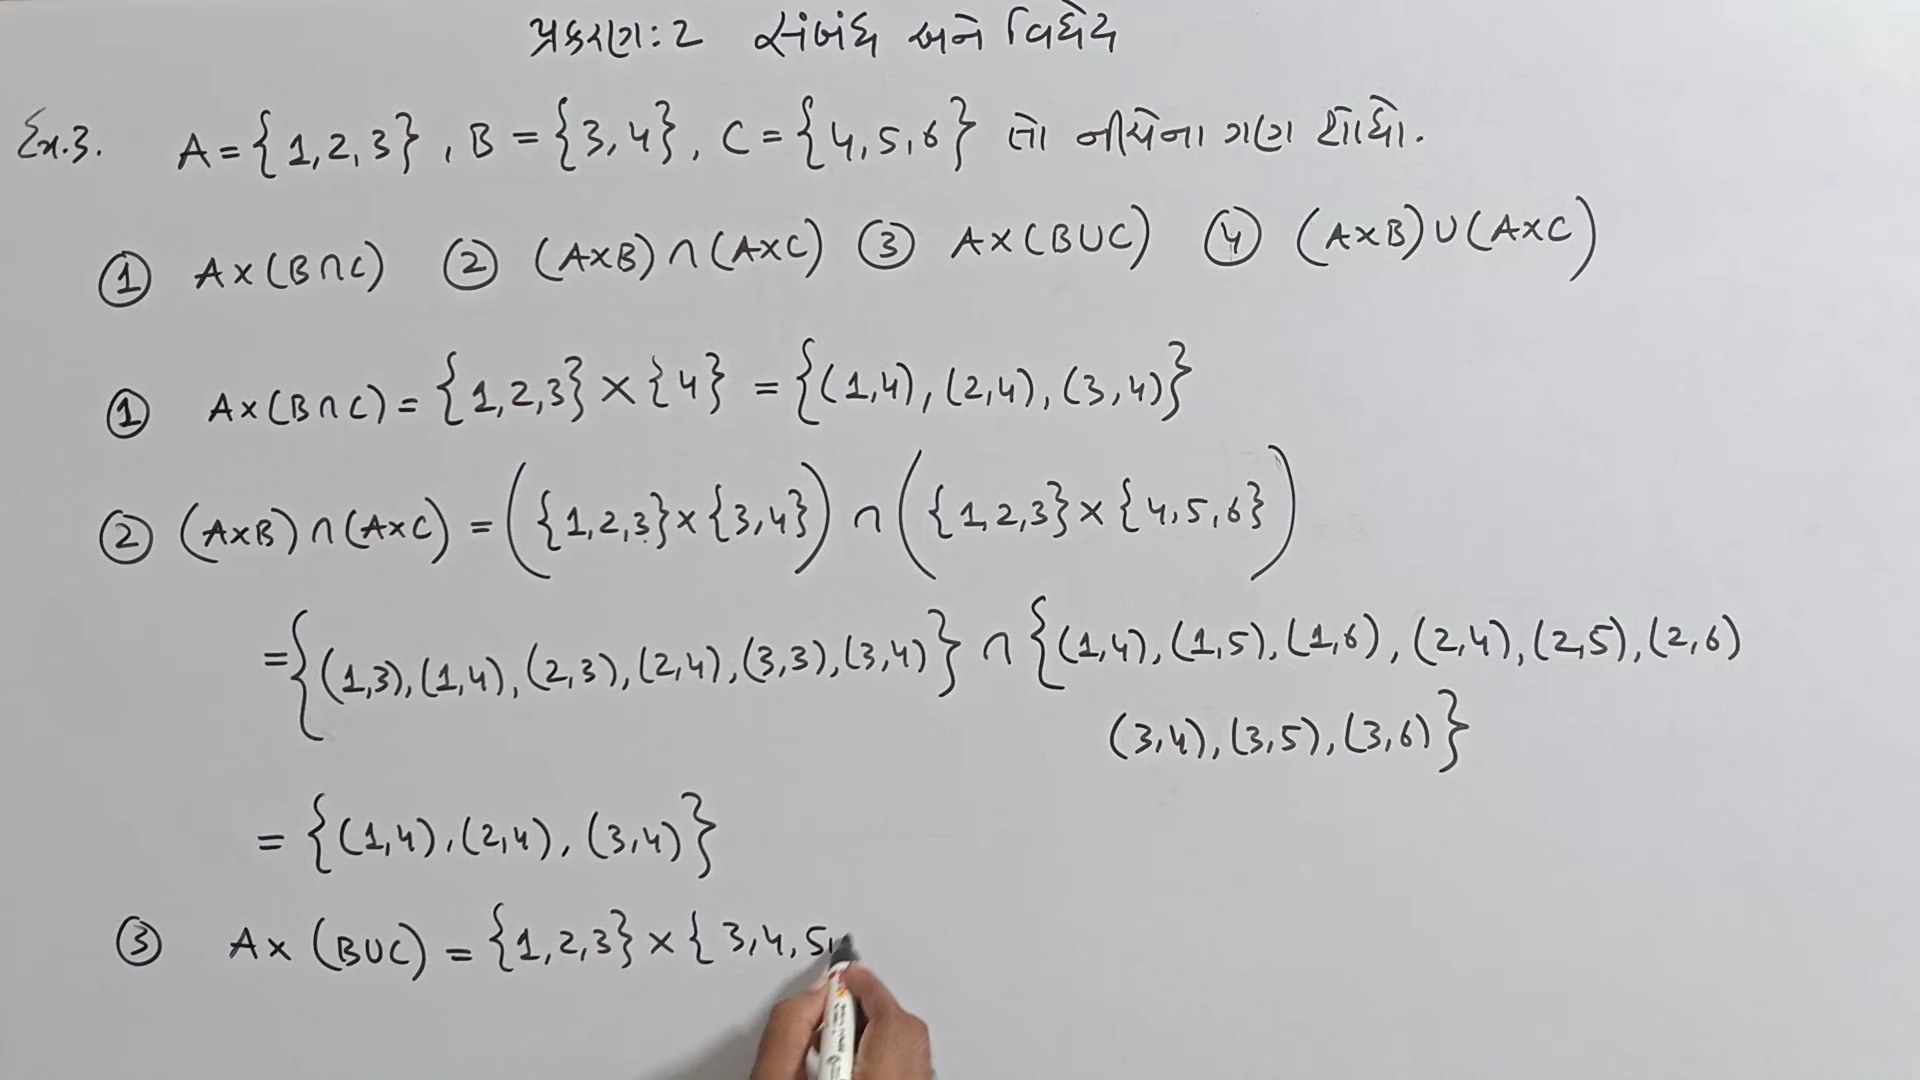 પ્રકરણ: 2 સંબંધ અને વિધેય
Ex.3. A = {1,2,3}, B = {3,4}, C = {4,5,6} તો નીચેના ગણ શોધો.
① A×(B∩C) ② (A×B)∩(A×C) ③ A×(B∪C) ④ (A×B)∪(A×C)
① A×(B∩C) = {1,2,3} × {4} = {(1,4), (2,4), (3,4)}
② (A×B)∩(A×C) = ({1,2,3}×{3,4}) ∩ ({1,2,3}×{4,5,6})
= {(1,3),(1,4),(2,3),(2,4),(3,3),(3,4)} ∩ {(1,4),(1,5),(1,6),(2,4),(2,5),(2,6)
(3,4),(3,5),(3,6)}
= {(1,4),(2,4),(3,4)}
③ A×(B∪C) = {1,2,3} × {3,4,5,